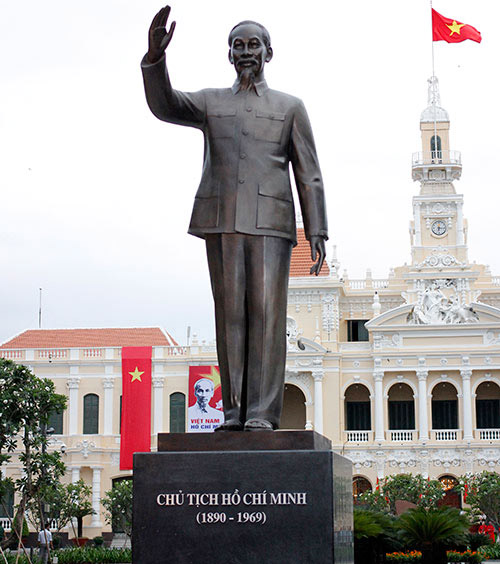 VIỆT NAM
HỒ CHÍ MINH
CHỦ TỊCH HỒ CHÍ MINH
(1890 - 1969)